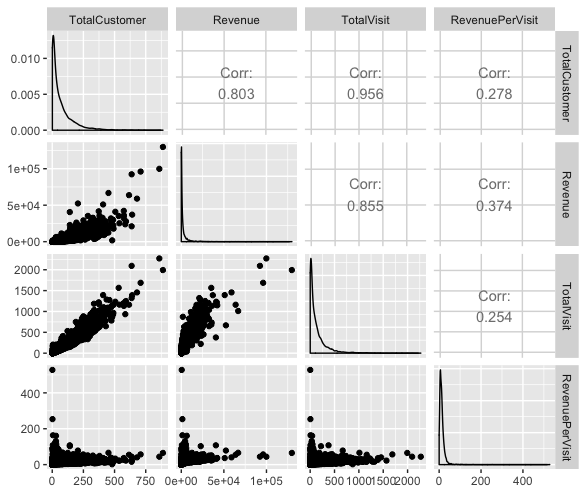 TotalCustomer Revenue TotalVisit RevenuePerVisit
0.010
0.005
0.000
Corr:
0.803
Corr:
0.956
Corr:
0.278
TotalCustomer
1e+05
5e+04
0e+00
Corr:
0.855
Corr:
0.374
Revenue
2000
1500
1000
500
0
Corr:
0.254
TotalVisit
400
200
0
RevenuePerVisit
0 250 500 750
0e+00 5e+04 1e+05
0 500 1000 1500 2000
0 200 400